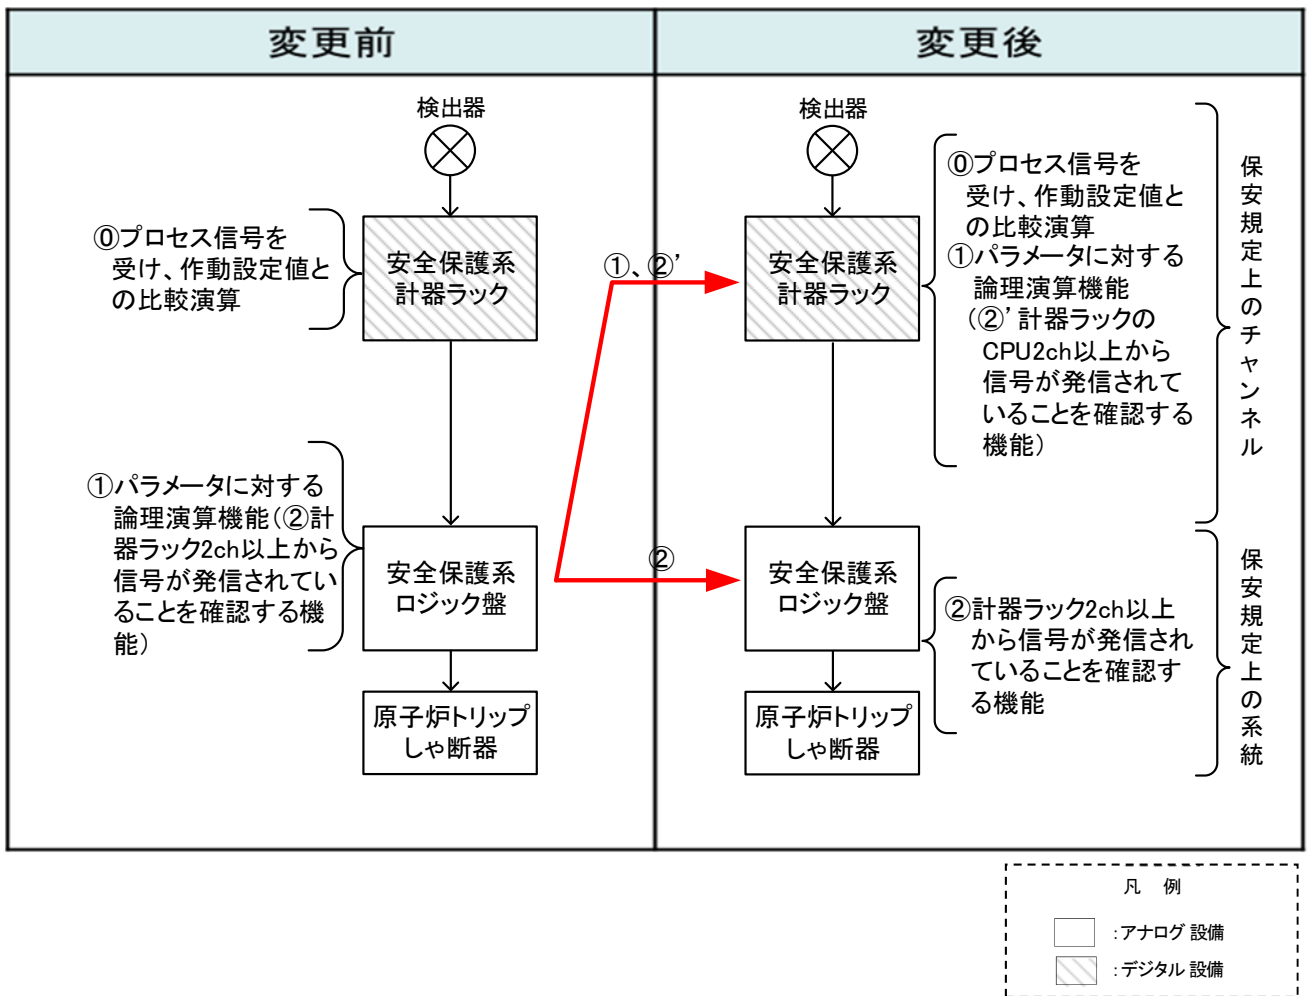 変更前
変更後
検出器
⓪プロセス信号を
受け、作動設定値と
の比較演算
安全保護系
計器ラック
①パラメータに対する
論理演算機能(②計
器ラック2ch以上から
信号が発信されてい
ることを確認する機
能)
安全保護系
ロジック盤
原子炉トリップ
しゃ断器
①、②’
②
検出器
安全保護系
計器ラック
⓪プロセス信号を
受け、作動設定値と
の比較演算
①パラメータに対する
論理演算機能
(②’計器ラックの
CPU2ch以上から
信号が発信されて
いることを確認する
機能)
保安規定上のチャンネル
安全保護系
ロジック盤
②計器ラック2ch以上
から信号が発信され
ていることを確認す
る機能
原子炉トリップ
しゃ断器
保安規定上の系統
凡 例
:アナログ 設備
:デジタル 設備